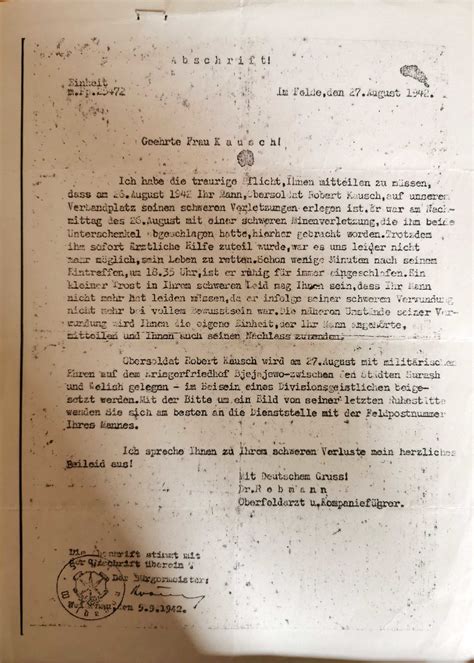 Abschrift!
Einheit
m.Fp.25472
im Felde,den 27.August 1942.
Geehrte Frau Kausch!
Ich habe die traurige Pflicht,Ihnen mitteilen zu müssen,
dass am 26.August 1942 Ihr Mann,Obersoldat Robert Kausch,auf unserem
Verbandplatz seinen schweren Verletzungen erlegen ist.Er war am Nach-
mittag des 26.August mit einer schweren Minenverletzung,die ihm beide
Unterschenkel abgeschlagen hatte,hierher gebracht worden.Trotzdem
ihm sofort ärztliche Hilfe zuteil wurde,war es uns leider nicht
mehr möglich,sein Leben zu retten.Schon wenige Minuten nach seinem
Eintreffen,um 18.35 Uhr,ist er ruhig für immer eingeschlafen.Ein
kleiner Trost in Ihrem schweren Leid mag Ihnen sein,dass Ihr Mann
nicht mehr hat leiden müssen,da er infolge seiner schweren Verwundung
nicht mehr bei vollem Bewusstsein war.Die näheren Umstände seiner Ver-
wundung wird Ihnen die eigene Einheit,der Ihr Mann angehörte,
mitteilen und Ihnen auch seinen Nachlass zusenden.
Obersoldat Robert Kausch wird am 27.August mit militärischen
Ehren auf dem Kriegerfriedhof -zwischen den Städten Surash
und Welish gelegen - im Beisein eines Divisionsgeistlichen beige-
setzt werden.Mit der Bitte um ein Bild von seiner letzten Ruhestätte
wenden Sie sich am besten an die Dienststelle mit der Feldpostnummer
Ihres Mannes.
Ich spreche Ihnen zu Ihrem schweren Verluste mein herzliches
Beileid aus!
Mit Deutschem Gruss!
Dr.Rebmann
Oberfeldarzt u.Kompanieführer.
Die Abschrift stimmt mit
der Urschrift überein
Der Bürgermeister:
5.9.1942.